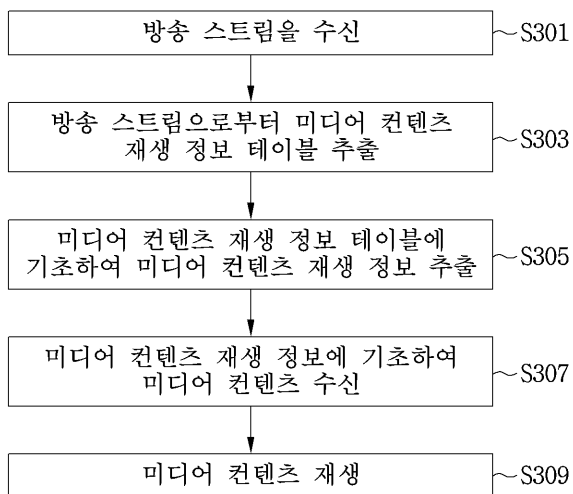 방송 스트림을 수신
S301
방송 스트림으로부터 미디어 컨텐츠
재생 정보 테이블 추출
S303
미디어 컨텐츠 재생 정보 테이블에
기초하여 미디어 컨텐츠 재생 정보 추출
S305
미디어 컨텐츠 재생 정보에 기초하여
미디어 컨텐츠 수신
S307
미디어 컨텐츠 재생
S309